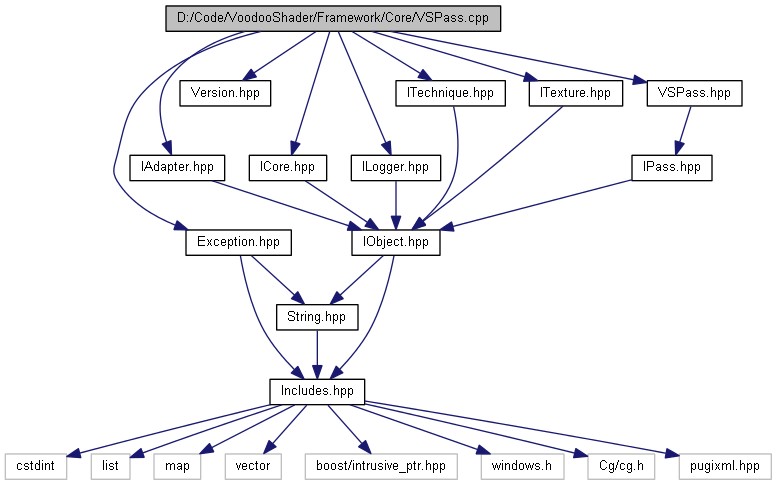 D:/Code/VoodooShader/Framework/Core/VSPass.cpp
Version.hpp
ITechnique.hpp
ITexture.hpp
VSPass.hpp
IAdapter.hpp
ICore.hpp
ILogger.hpp
IPass.hpp
Exception.hpp
IObject.hpp
String.hpp
Includes.hpp
cstdint
list
map
vector
boost/intrusive_ptr.hpp
windows.h
Cg/cg.h
pugixml.hpp